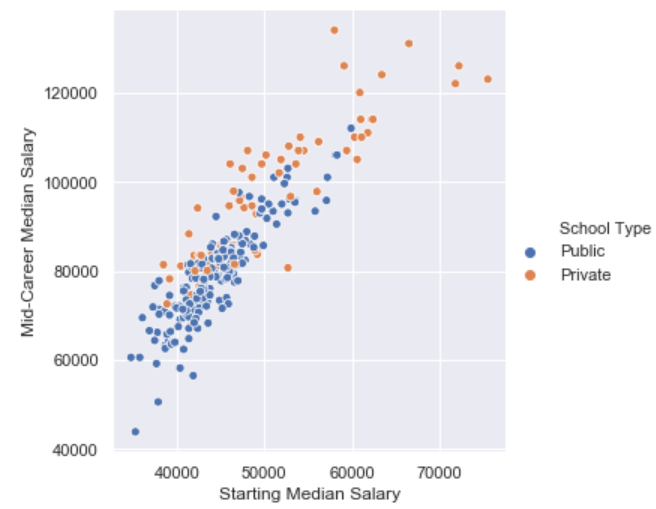 120000
100000
80000
60000
40000
Mid-Career Median Salary
40000 50000 60000 70000
Starting Median Salary
School Type
Public
Private